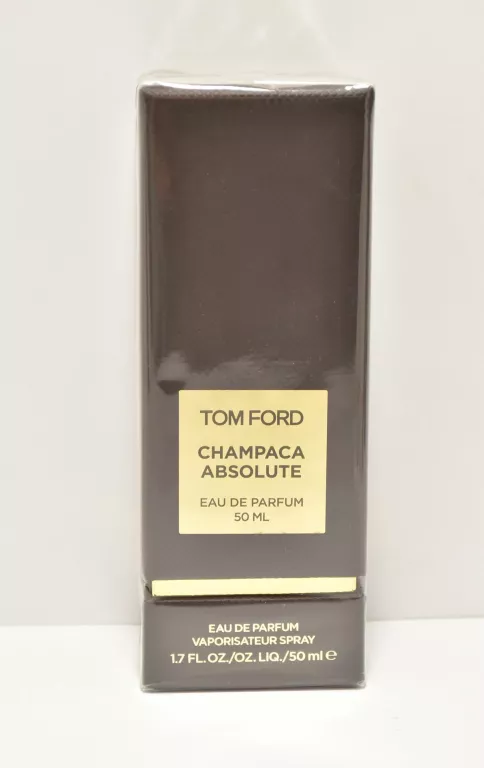 TOM FORD
CHAMPACA
ABSOLUTE
EAU DE PARFUM
50 ML
EAU DE PARFUM
VAPORISATEUR SPRAY
1.7 FL.OZ./OZ. LIQ./50 ml ℮